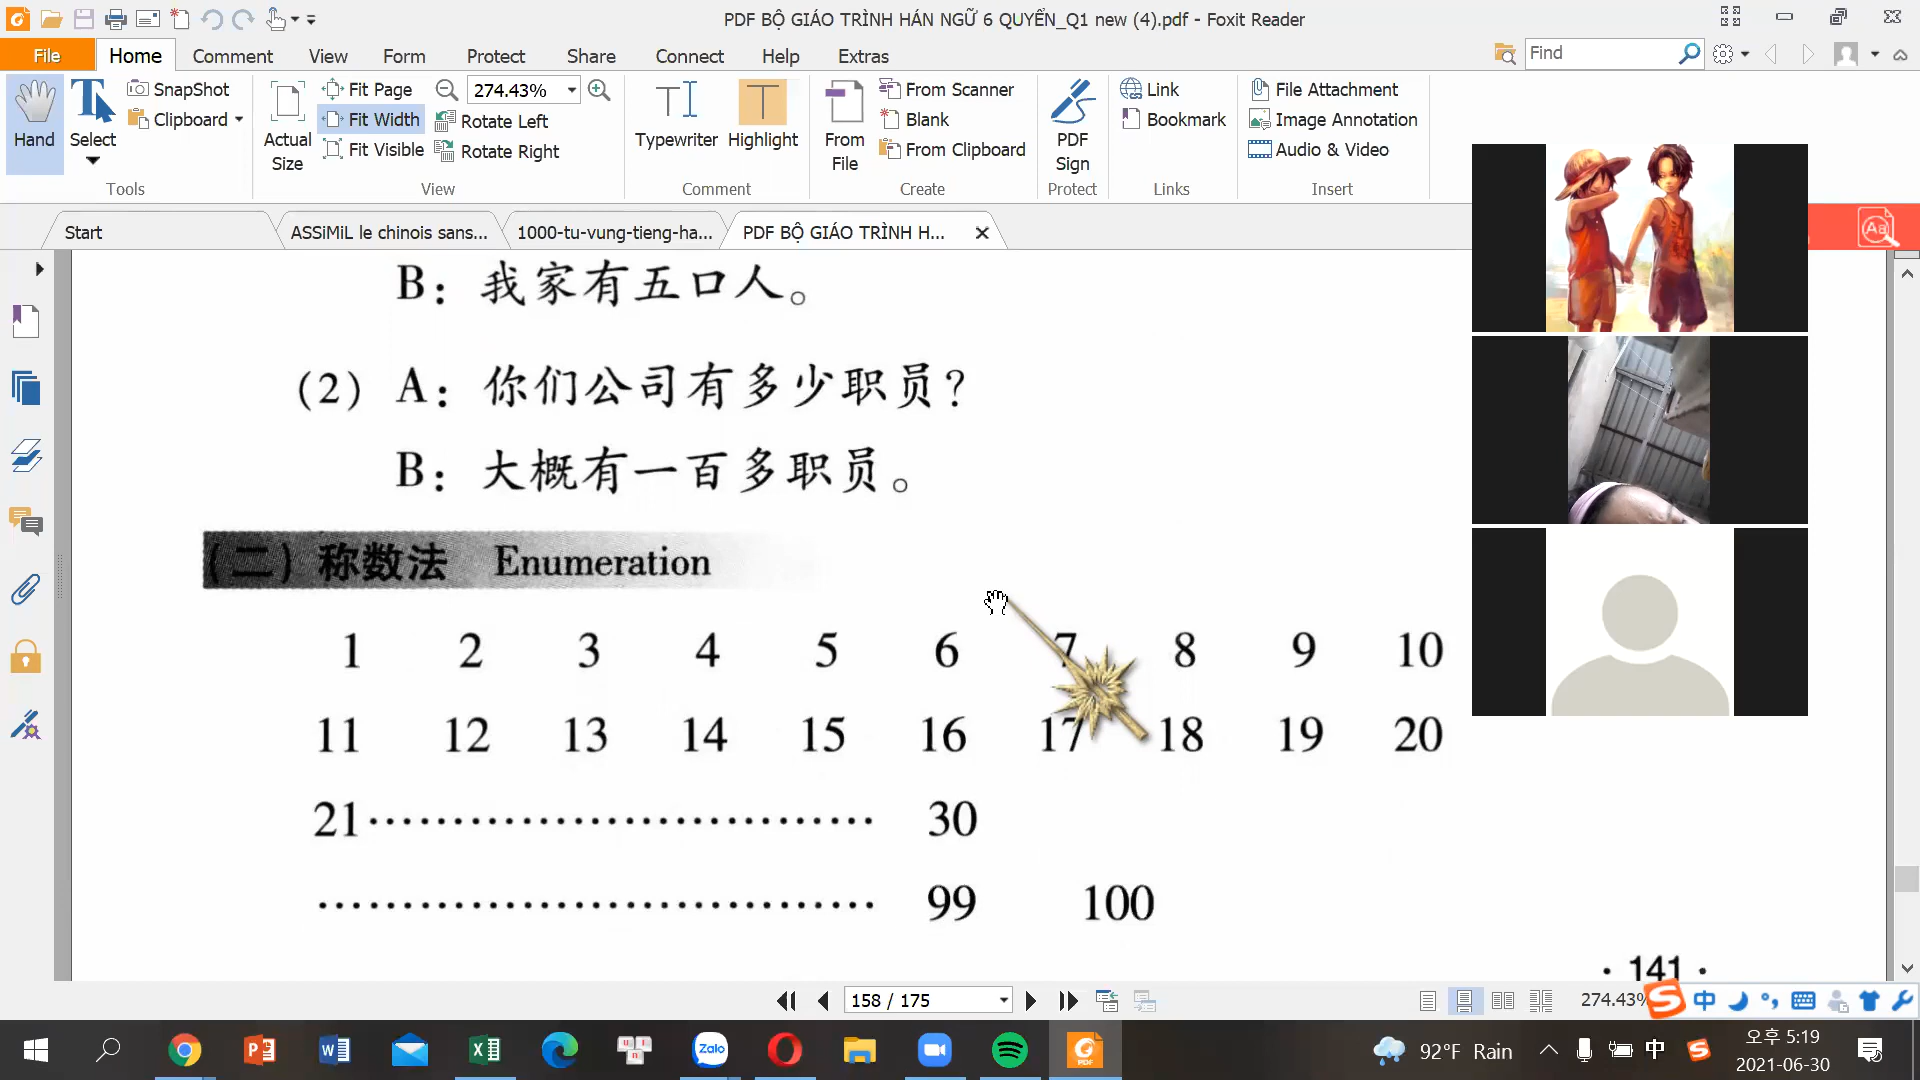 PDF BỘ GIÁO TRÌNH HÁN NGỮ 6 QUYỂN_Q1 new (4).pdf - Foxit Reader
File Home Comment View Form Protect Share Connect Help Extras Find
Hand
Select
SnapShot
Clipboard
Tools
Actual Size
Fit Page
Fit Width
Fit Visible
274.43%
Rotate Left
Rotate Right
View
Typewriter
Highlight
Comment
From File
From Scanner
Blank
From Clipboard
Create
PDF Sign
Protect
Link
Bookmark
Links
File Attachment
Image Annotation
Audio & Video
Insert
Start
ASSiMiL le chinois sans...
1000-tu-vung-tieng-ha...
PDF BỘ GIÁO TRÌNH H...
B：我家有五口人。
(2) A：你们公司有多少职员？
B：大概有一百多职员。
(二) 称数法 Enumeration
1 2 3 4 5 6 7 8 9 10
11 12 13 14 15 16 17 18 19 20
21 ······························ 30
······························ 99 100
· 141 ·
158 / 175
274.43%
中
Zalo
92°F Rain
中
오후 5:19
2021-06-30